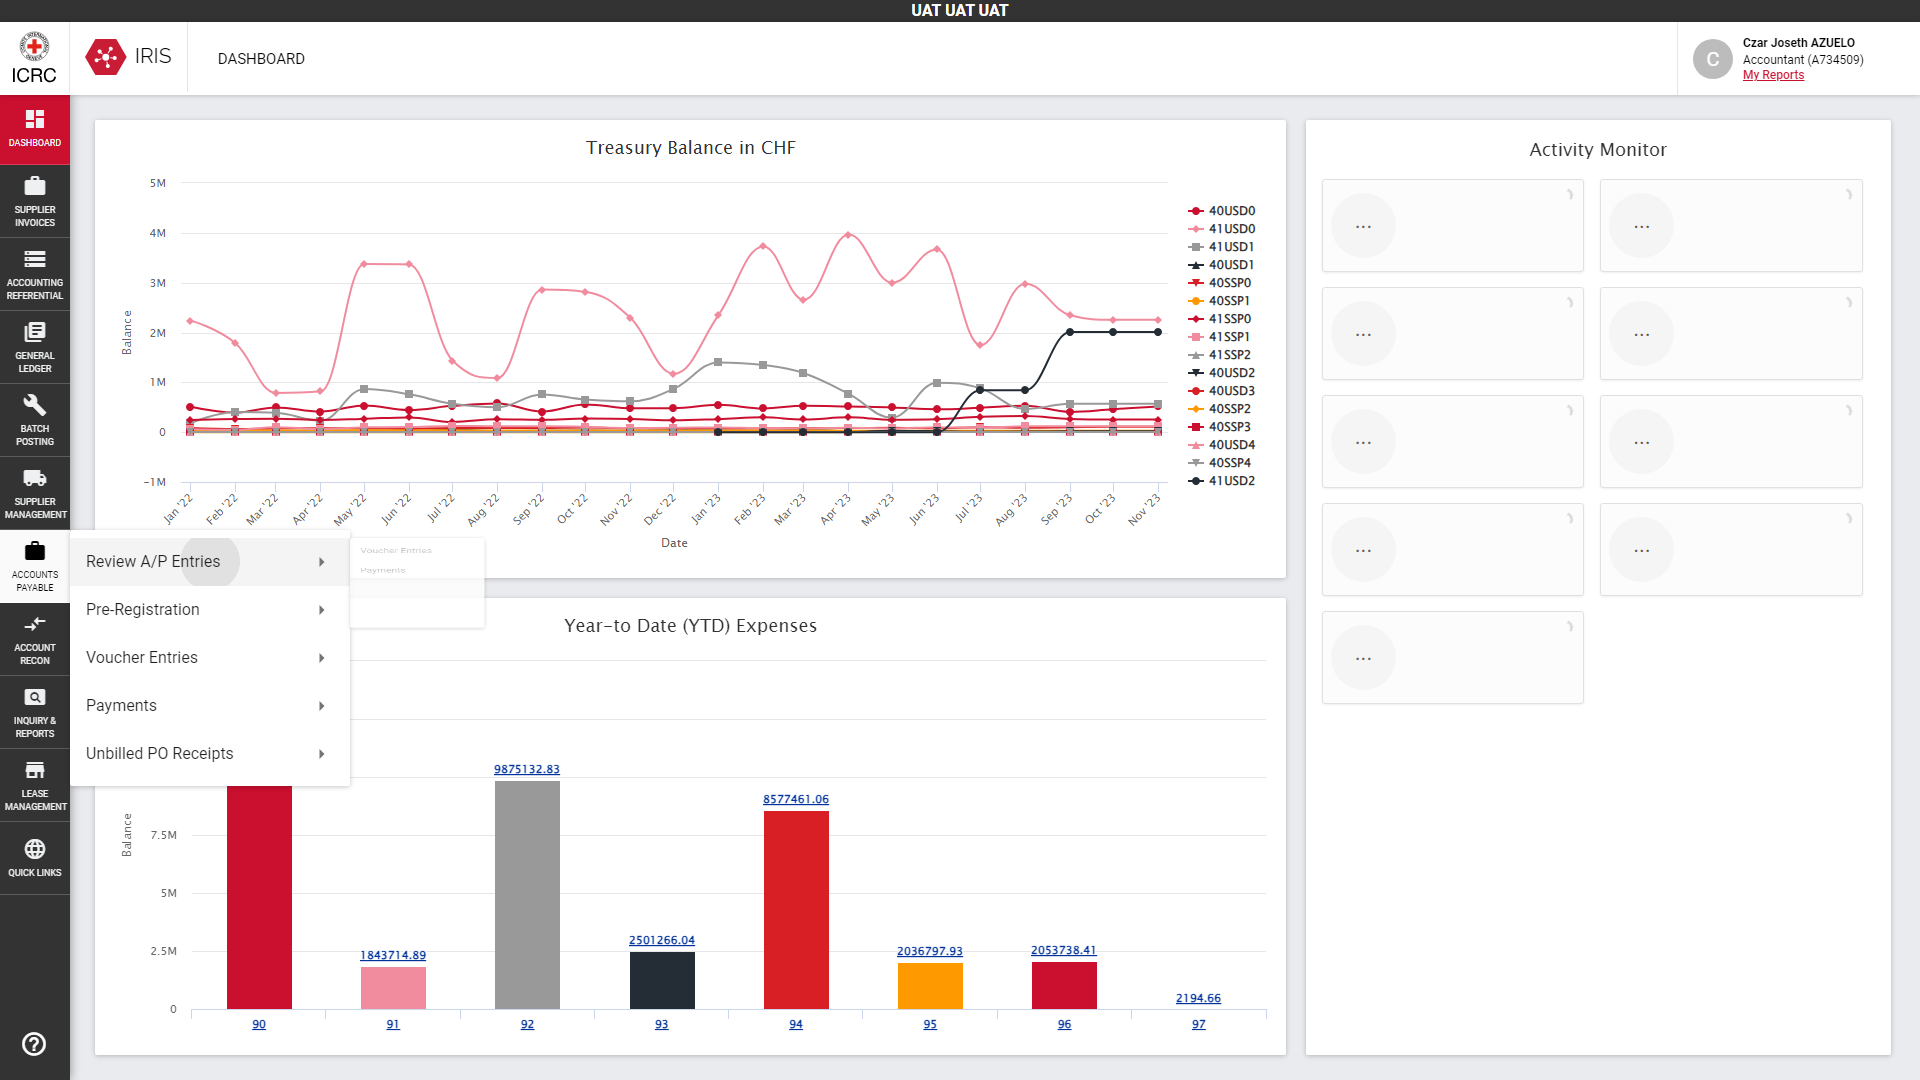 UAT UAT UAT
ICRC
IRIS
DASHBOARD
C
Czar Joseth AZUELO
Accountant (A734509)
My Reports
DASHBOARD
SUPPLIER
INVOICES
ACCOUNTING
REFERENTIAL
GENERAL
LEDGER
BATCH
POSTING
SUPPLIER
MANAGEMENT
ACCOUNTS
PAYABLE
ACCOUNT
RECON
INQUIRY &
REPORTS
LEASE
MANAGEMENT
QUICK LINKS
Review A/P Entries
Pre-Registration
Voucher Entries
Payments
Unbilled PO Receipts
Voucher Entries
Payments
Treasury Balance in CHF
Balance
5M
4M
3M
2M
1M
0
-1M
Jan '22
Feb '22
Mar '22
Apr '22
May '22
Jun '22
Jul '22
Aug '22
Sep '22
Oct '22
Nov '22
Dec '22
Jan '23
Feb '23
Mar '23
Apr '23
May '23
Jun '23
Jul '23
Aug '23
Sep '23
Oct '23
Nov '23
Date
40USD0
41USD0
41USD1
40USD1
40SSP0
40SSP1
41SSP0
41SSP1
41SSP2
40USD2
40USD3
40SSP2
40SSP3
40USD4
40SSP4
41USD2
Year-to Date (YTD) Expenses
Balance
7.5M
5M
2.5M
0
1843714.89
9875132.83
2501266.04
8577461.06
2036797.93
2053738.41
2194.66
90
91
92
93
94
95
96
97
Activity Monitor
...
...
...
...
...
...
...
...
...